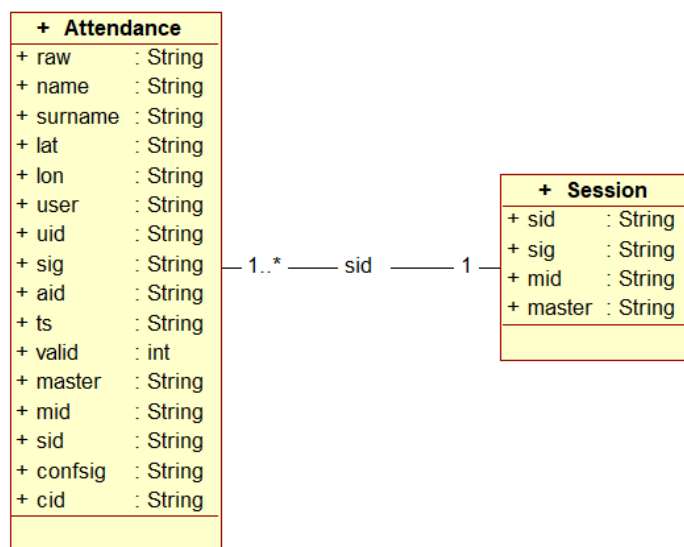 + Attendance
+ raw : String
+ name : String
+ surname : String
+ lat : String
+ lon : String
+ user : String
+ uid : String
+ sig : String
+ aid : String
+ ts : String
+ valid : int
+ master : String
+ mid : String
+ sid : String
+ confsig : String
+ cid : String
1..* sid 1
+ Session
+ sid : String
+ sig : String
+ mid : String
+ master : String